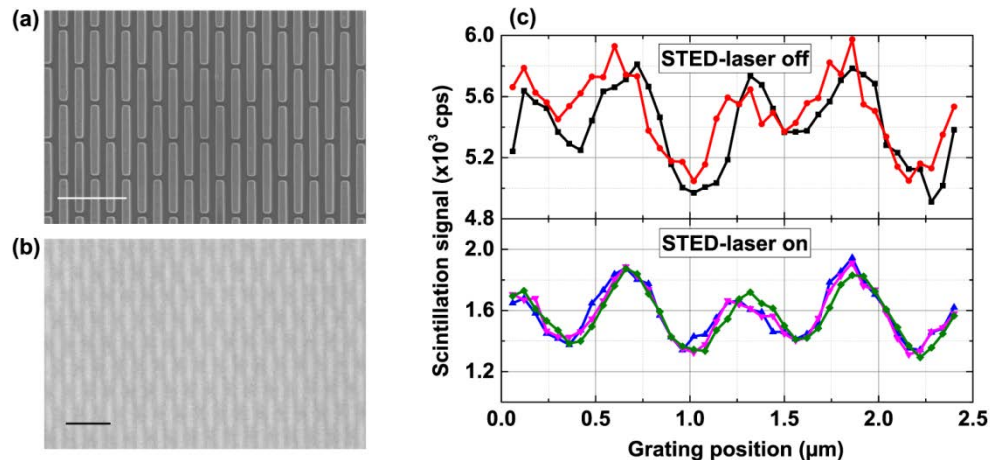 (a)
(b)
(c)
STED-laser off
6.0
5.6
5.2
4.8
STED-laser on
2.0
1.6
1.2
Scintillation signal (x10³ cps)
0.0 0.5 1.0 1.5 2.0 2.5
Grating position (µm)